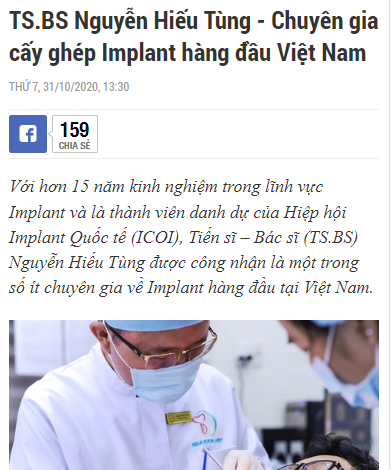 TS.BS Nguyễn Hiếu Tùng - Chuyên gia
cấy ghép Implant hàng đầu Việt Nam
THỨ 7, 31/10/2020, 13:30
159
CHIA SẺ
Với hơn 15 năm kinh nghiệm trong lĩnh vực
Implant và là thành viên danh dự của Hiệp hội
Implant Quốc tế (ICOI), Tiến sĩ – Bác sĩ (TS.BS)
Nguyễn Hiếu Tùng được công nhận là một trong
số ít chuyên gia về Implant hàng đầu tại Việt Nam.